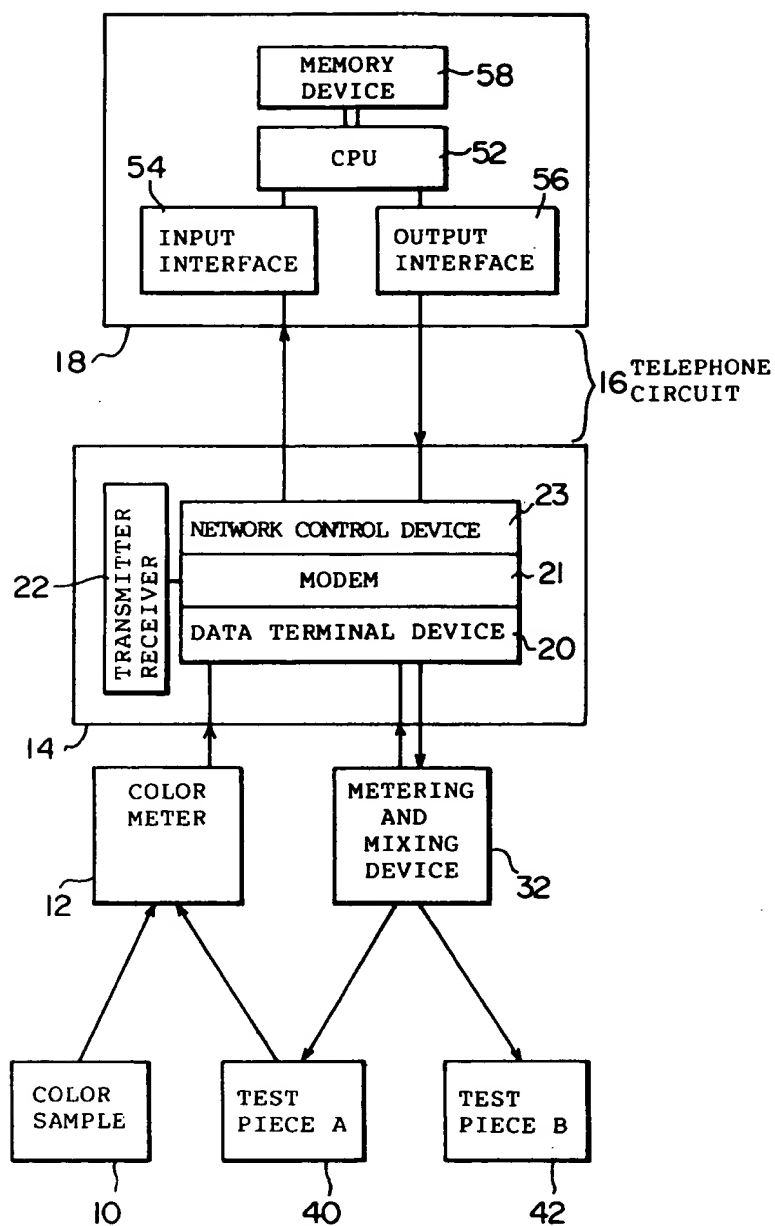 MEMORY
DEVICE
58
CPU
52
54
56
INPUT
INTERFACE
OUTPUT
INTERFACE
18
16 TELEPHONE
CIRCUIT
TRANSMITTER
RECEIVER
22
NETWORK CONTROL DEVICE
23
MODEM
21
DATA TERMINAL DEVICE
20
14
COLOR
METER
12
METERING
AND
MIXING
DEVICE
32
COLOR
SAMPLE
10
TEST
PIECE A
40
TEST
PIECE B
42